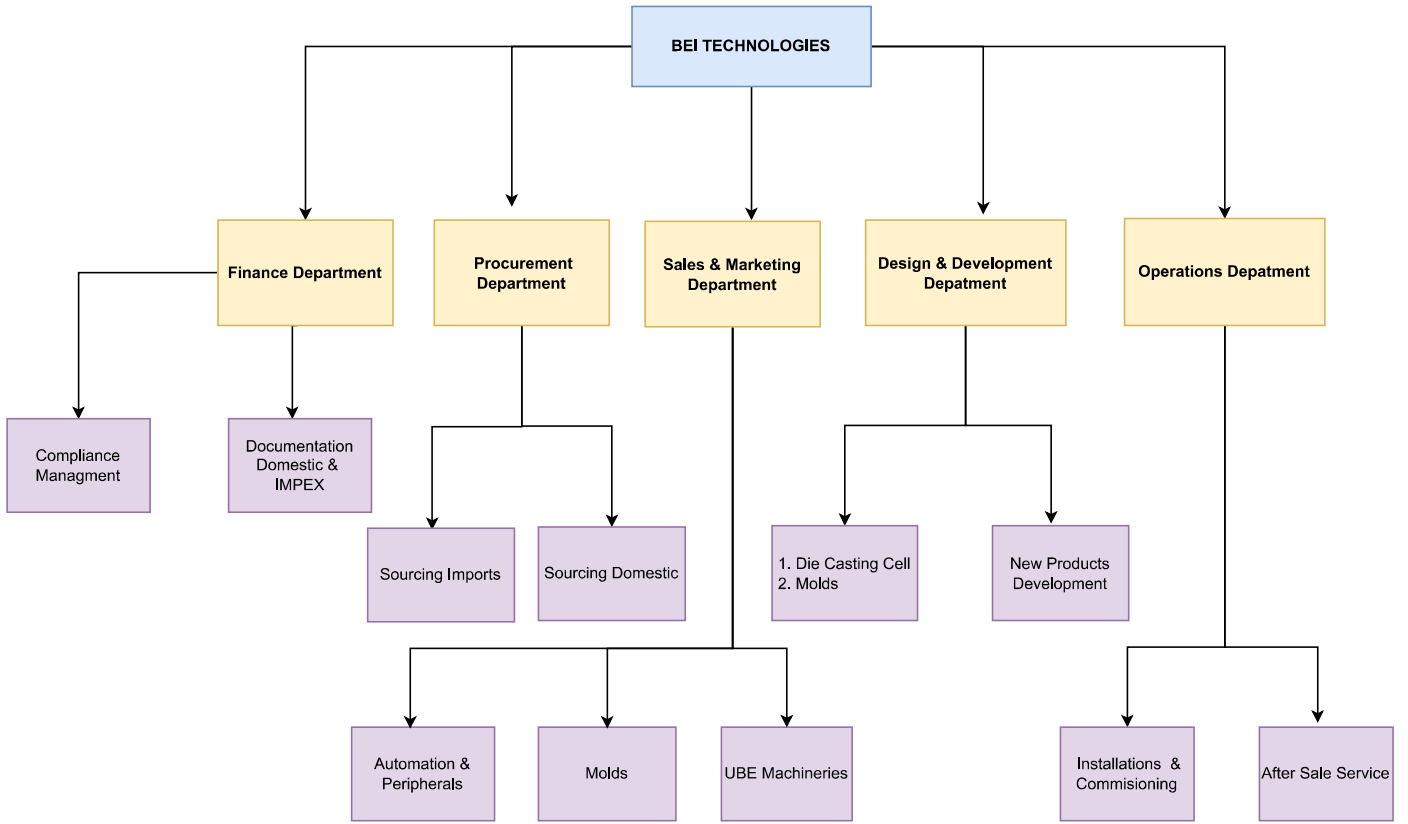 BEI TECHNOLOGIES
Finance Department
Procurement
Department
Sales & Marketing
Department
Design & Development
Depatment
Operations Depatment
Compliance
Managment
Documentation
Domestic &
IMPEX
Sourcing Imports
Sourcing Domestic
1. Die Casting Cell
2. Molds
New Products
Development
Automation &
Peripherals
Molds
UBE Machineries
Installations &
Commisioning
After Sale Service